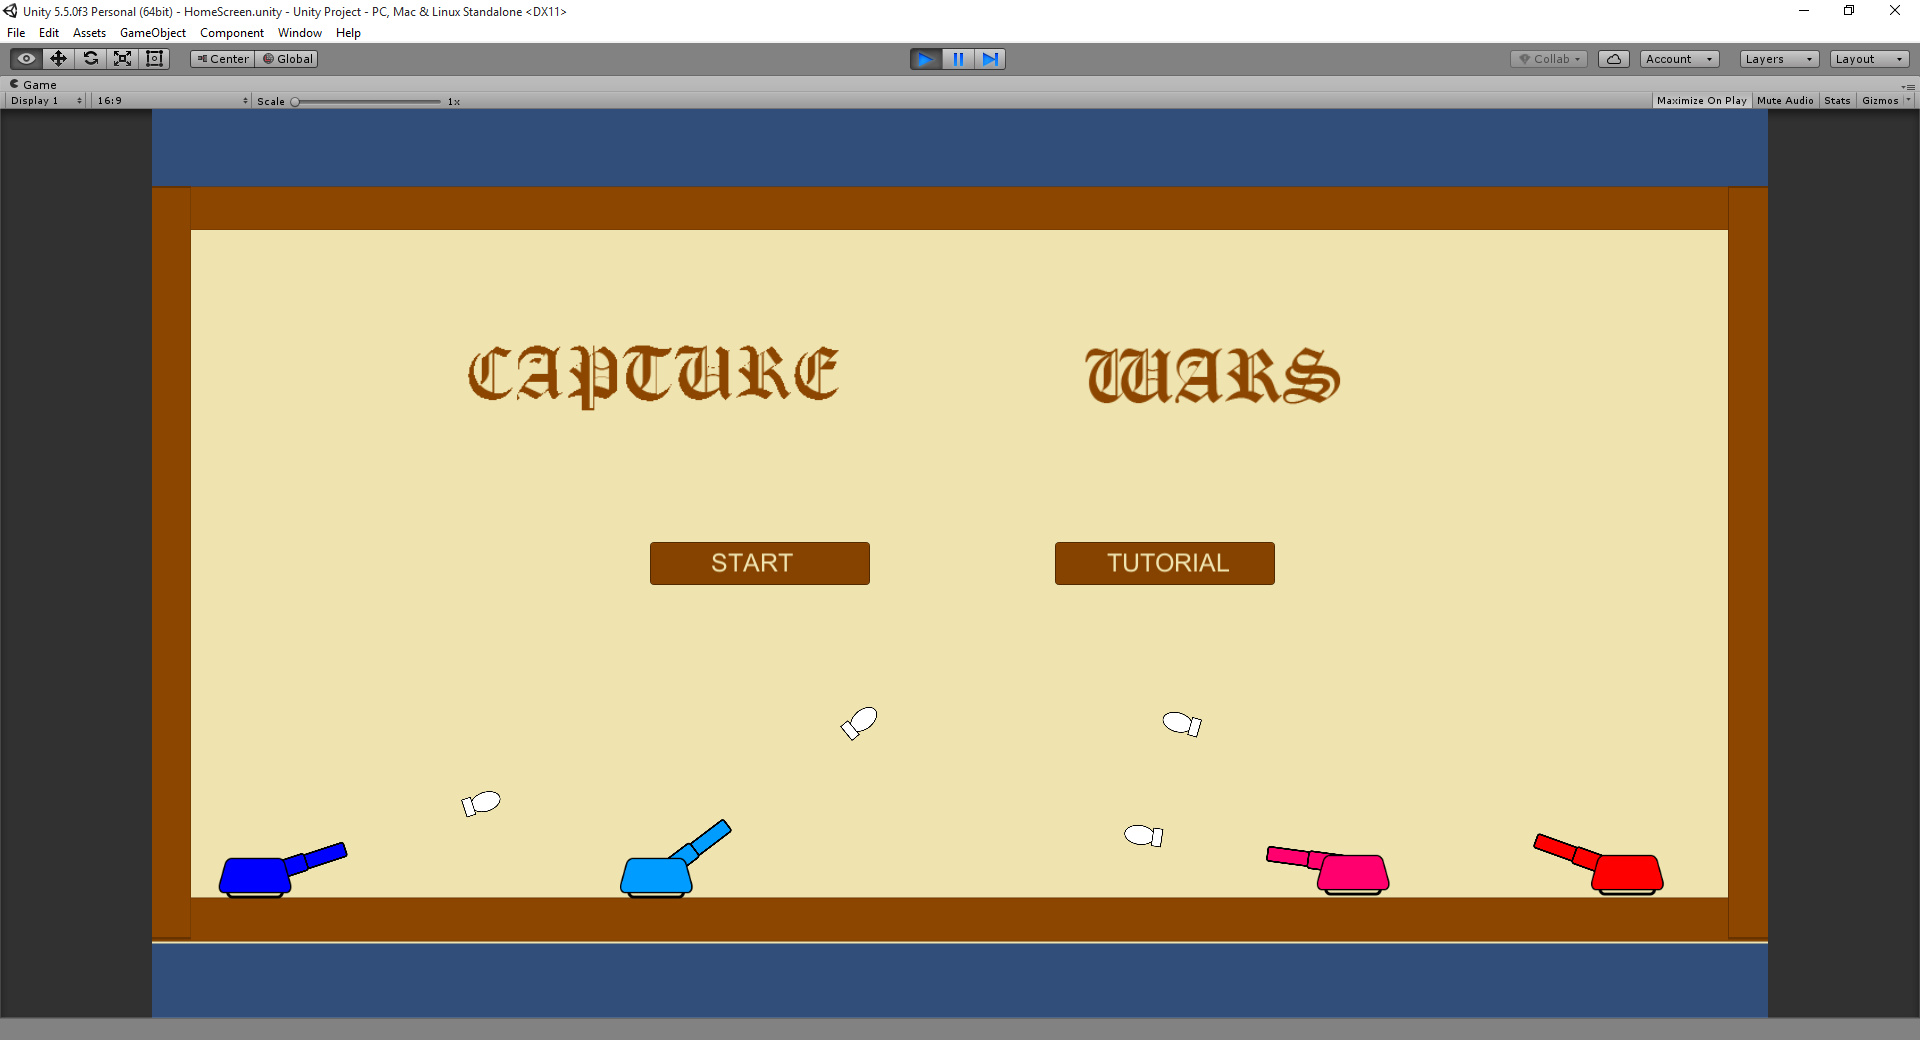 Unity 5.5.0f3 Personal (64bit) - HomeScreen.unity - Unity Project - PC, Mac & Linux Standalone <DX11>
File Edit Assets GameObject Component Window Help
Center Global Collab Account Layers Layout
Game
Display 1 16:9 Scale 1x Maximize On Play Mute Audio Stats Gizmos
CAPTURE WARS
START TUTORIAL